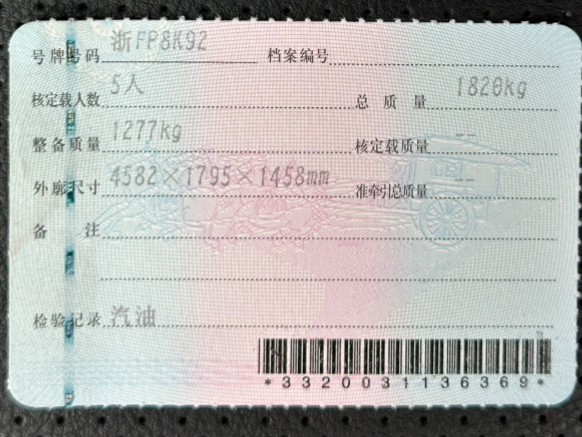 号牌号码 浙FP8K92 档案编号
核定载人数 5人 总质量 1820kg
整备质量 1277kg 核定载质量 --
外廓尺寸 4582×1795×1458mm 准牵引总质量 --
备注
检验记录 汽油
*3320031136369*